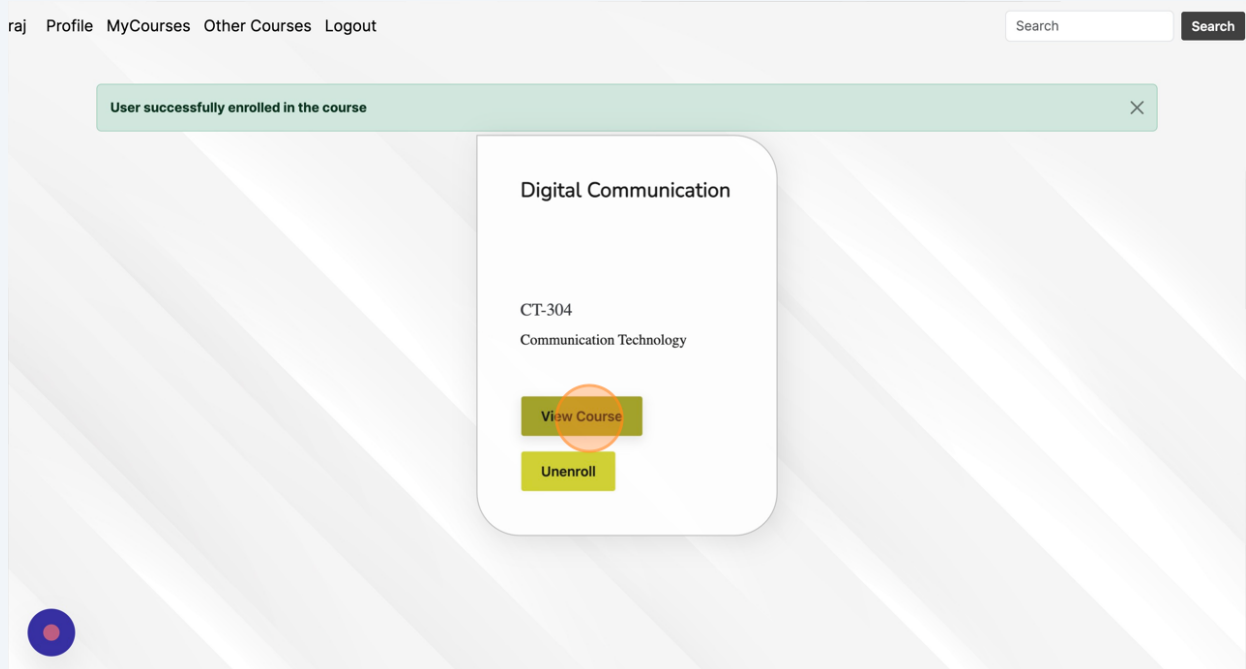 raj Profile MyCourses Other Courses Logout Search Search
User successfully enrolled in the course
Digital Communication
CT-304
Communication Technology
View Course
Unenroll